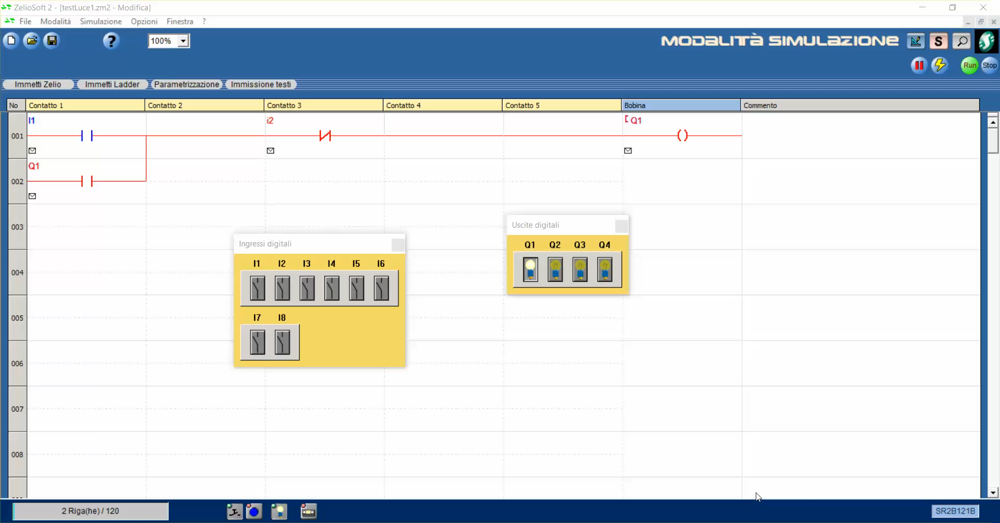 ZelioSoft 2 - [testLuce1.zm2 - Modifica]
File Modalità Simulazione Opzioni Finestra ?
? 100% MODALITÀ SIMULAZIONE S
Run Stop
Immetti Zelio Immetti Ladder Parametrizzazione Immissione testi
No Contatto 1 Contatto 2 Contatto 3 Contatto 4 Contatto 5 Bobina Commento
I1 i2 [ Q1
001
Q1
002
003
004
005
006
007
008
Ingressi digitali
I1 I2 I3 I4 I5 I6
I7 I8
Uscite digitali
Q1 Q2 Q3 Q4
2 Riga(he) / 120
SR2B121B